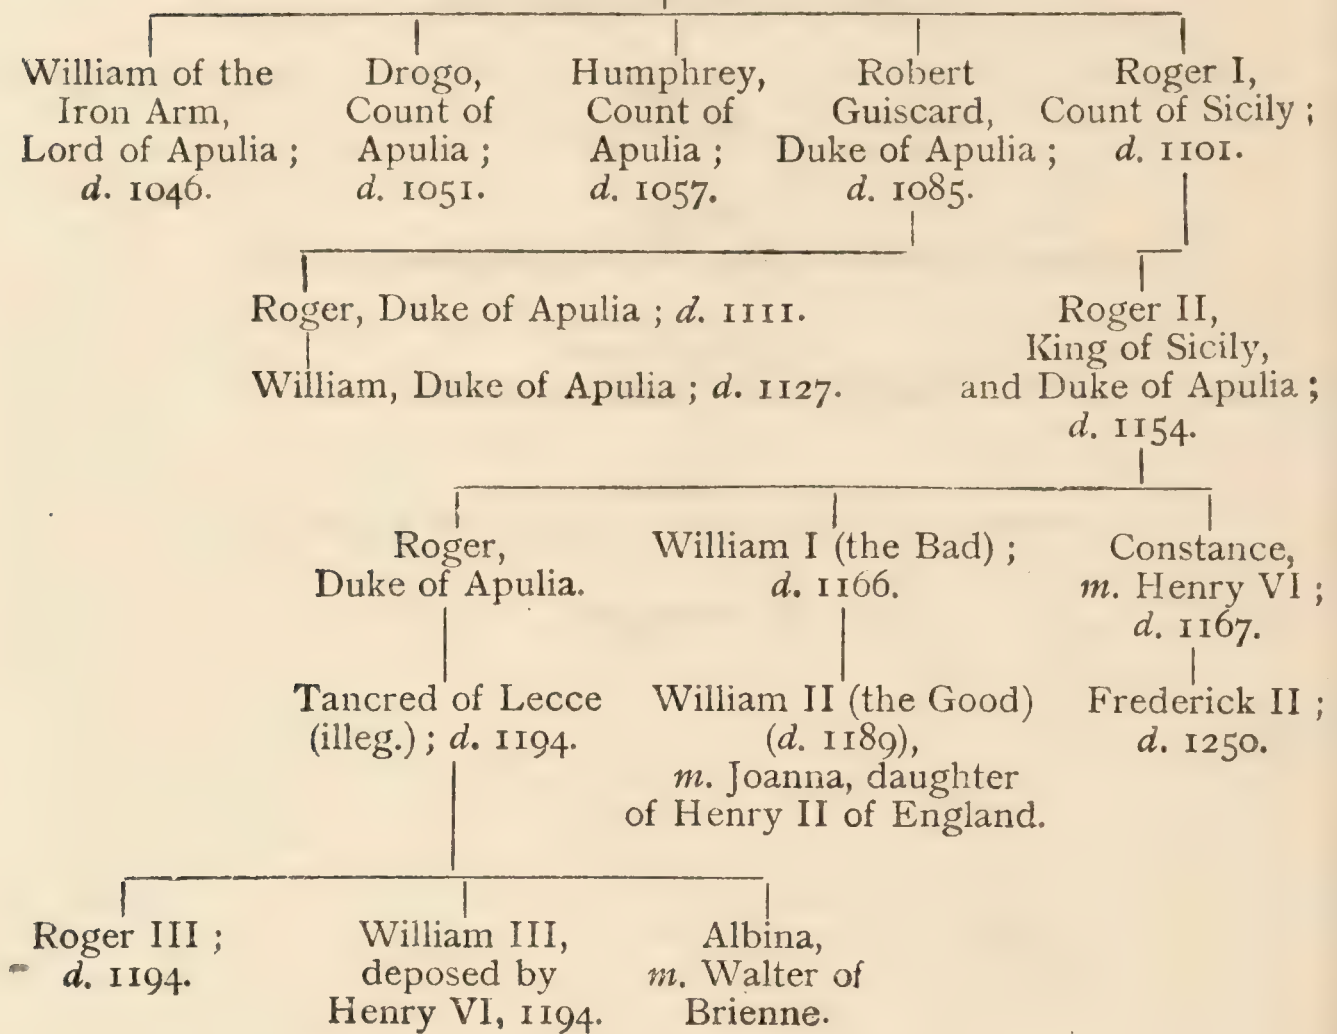 William of the
Iron Arm,
Lord of Apulia ;
d. 1046.
Drogo,
Count of
Apulia ;
d. 1051.
Humphrey,
Count of
Apulia ;
d. 1057.
Robert
Guiscard,
Duke of Apulia ;
d. 1085.
Roger I,
Count of Sicily ;
d. 1101.
Roger, Duke of Apulia ; d. 1111.
William, Duke of Apulia ; d. 1127.
Roger II,
King of Sicily,
and Duke of Apulia ;
d. 1154.
Roger,
Duke of Apulia.
William I (the Bad) ;
d. 1166.
Constance,
m. Henry VI ;
d. 1167.
Tancred of Lecce
(illeg.) ; d. 1194.
William II (the Good)
(d. 1189),
m. Joanna, daughter
of Henry II of England.
Frederick II ;
d. 1250.
Roger III ;
d. 1194.
William III,
deposed by
Henry VI, 1194.
Albina,
m. Walter of
Brienne.